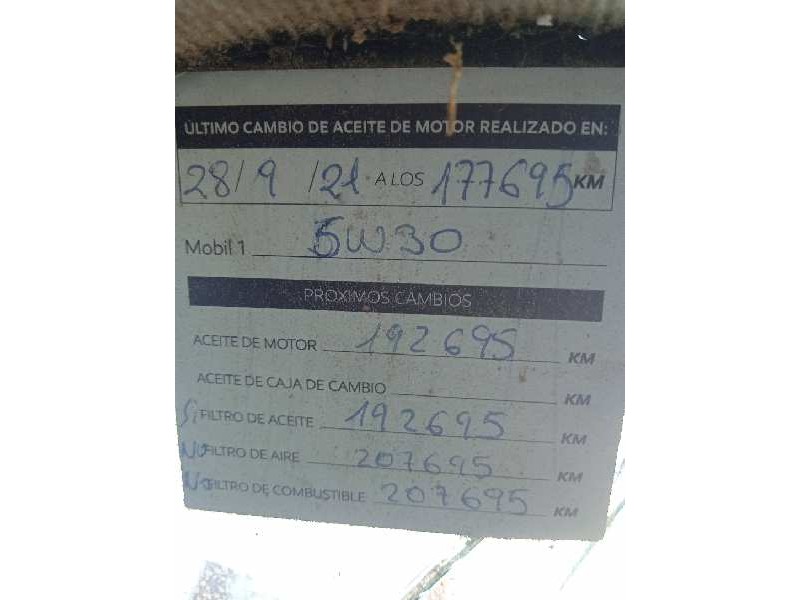 ULTIMO CAMBIO DE ACEITE DE MOTOR REALIZADO EN:
28/9/21 A LOS 177695 KM
Mobil 1 5W30
PROXIMOS CAMBIOS
ACEITE DE MOTOR 192695 KM
ACEITE DE CAJA DE CAMBIO KM
Si FILTRO DE ACEITE 192695 KM
NO FILTRO DE AIRE 207695 KM
NO FILTRO DE COMBUSTIBLE 207695 KM